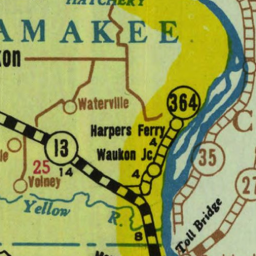 HATCHERY
AMAKEE
kon
Waterville
364
Harpers Ferry
4
13
Waukon Jc.
35
25
14
4
27
Volney
Yellow
R.
8
Toll Bridge
C